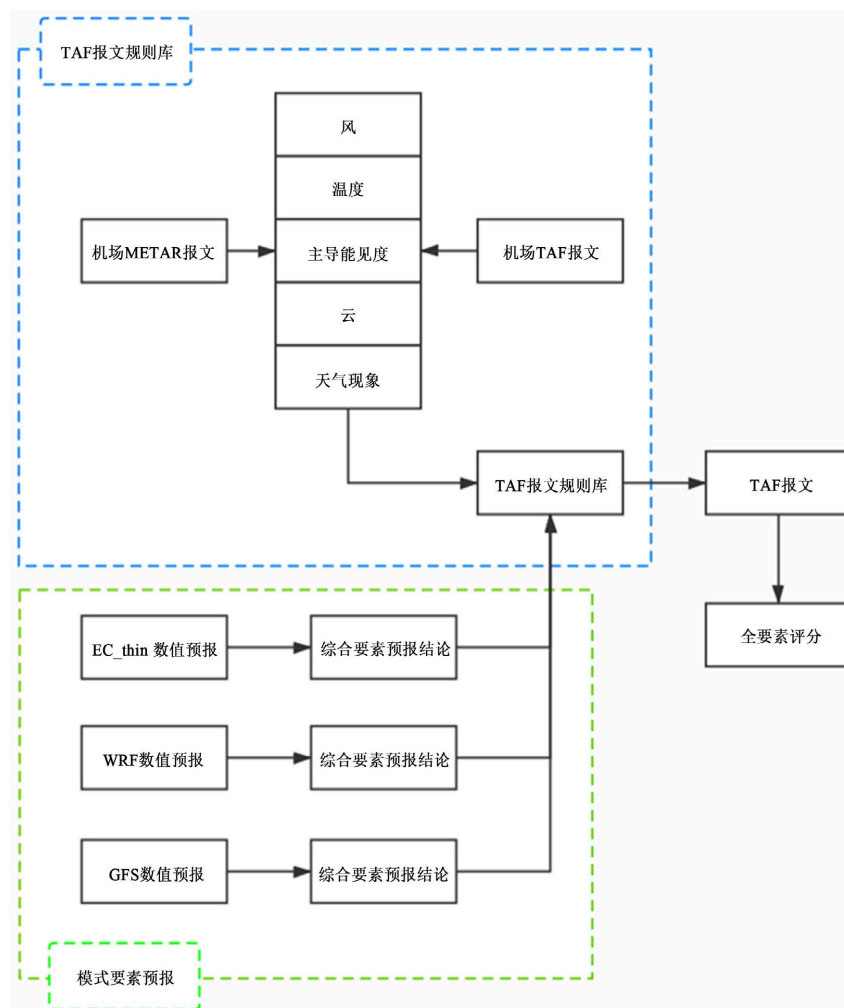 TAF报文规则库
风
温度
机场METAR报文
主导能见度
机场TAF报文
云
天气现象
TAF报文规则库
TAF报文
全要素评分
EC_thin 数值预报
综合要素预报结论
WRF数值预报
综合要素预报结论
GFS数值预报
综合要素预报结论
模式要素预报